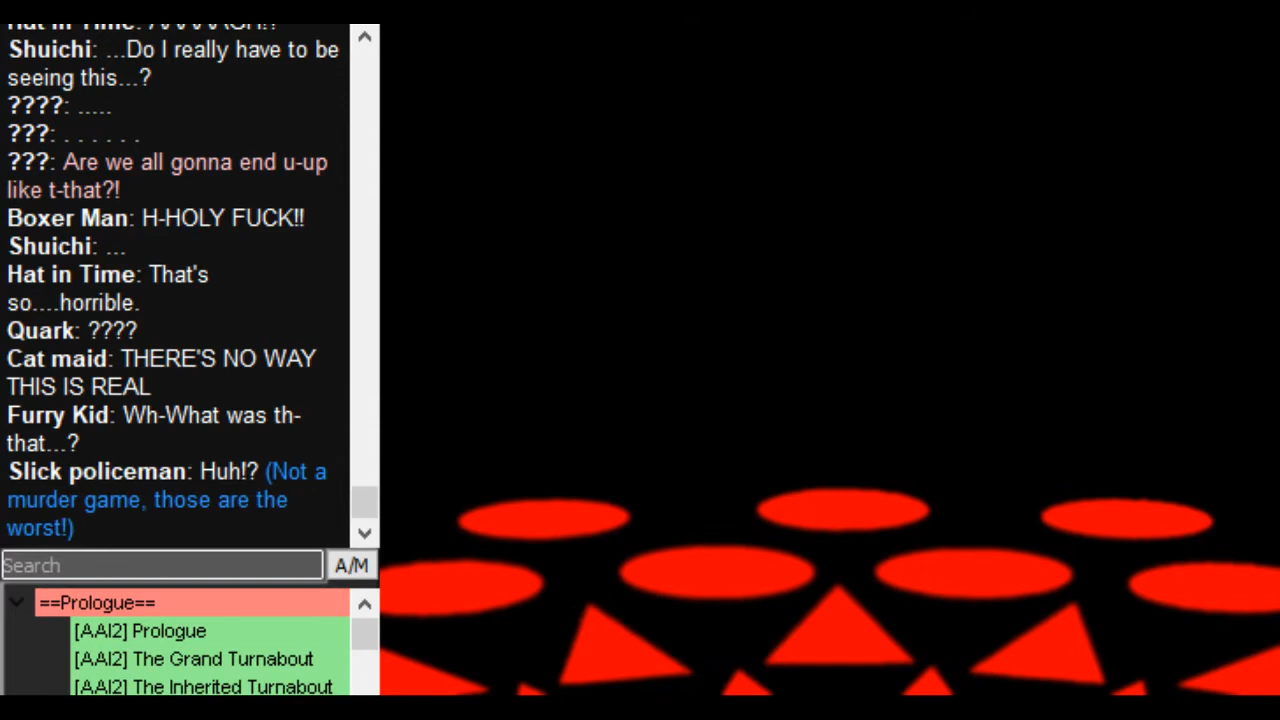 Hat in Time:
Shuichi: ...Do I really have to be
seeing this...?
????: .....
???: . . . . . .
???: Are we all gonna end u-up
like t-that?!
Boxer Man: H-HOLY FUCK!!
Shuichi: ...
Hat in Time: That's
so....horrible.
Quark: ????
Cat maid: THERE'S NO WAY
THIS IS REAL
Furry Kid: Wh-What was th-
that...?
Slick policeman: Huh!? (Not a
murder game, those are the
worst!)
Search
A/M
==Prologue==
[AAI2] Prologue
[AAI2] The Grand Turnabout
[AAI2] The Inherited Turnabout